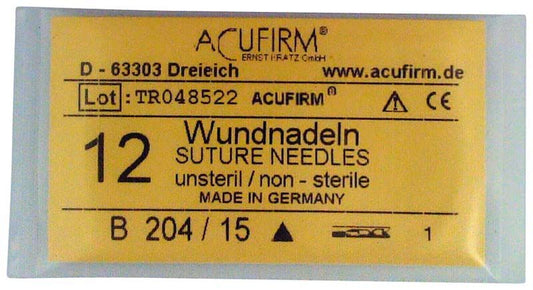 ACUFIRM®
ERNST KRATZ GmbH
D - 63303 Dreieich www.acufirm.de
Lot : TR048522 ACUFIRM® CE
12 Wundnadeln
SUTURE NEEDLES
unsteril / non - sterile
MADE IN GERMANY
B 204 / 15 ▲ 1